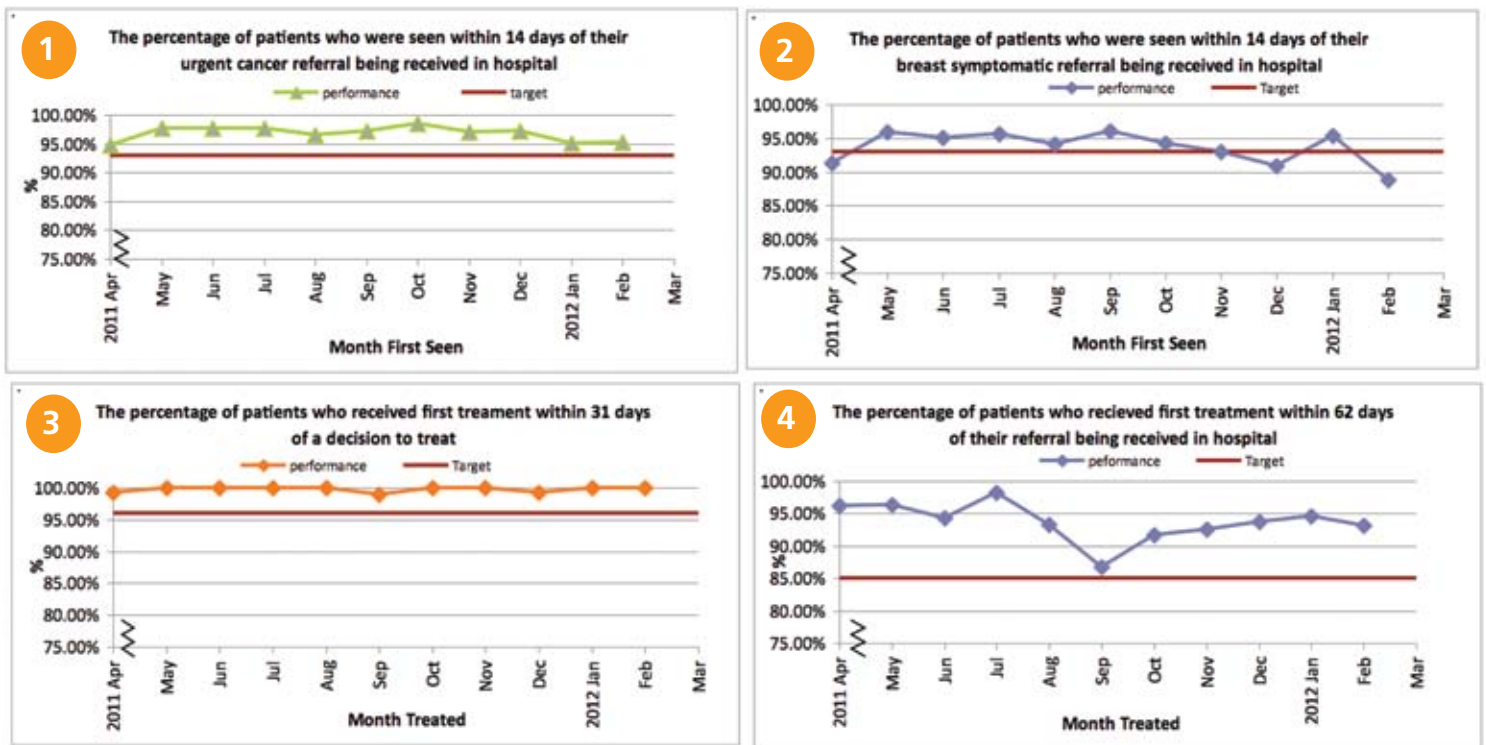 1
The percentage of patients who were seen within 14 days of their
urgent cancer referral being received in hospital
performance
target
100.00%
95.00%
90.00%
85.00%
80.00%
75.00%
%
2011 Apr
May
Jun
Jul
Aug
Sep
Oct
Nov
Dec
2012 Jan
Feb
Mar
Month First Seen
2
The percentage of patients who were seen within 14 days of their
breast symptomatic referral being received in hospital
performance
Target
100.00%
95.00%
90.00%
85.00%
80.00%
75.00%
2011 Apr
May
Jun
Jul
Aug
Sep
Oct
Nov
Dec
2012 Jan
Feb
Mar
Month First Seen
3
The percentage of patients who received first treament within 31 days
of a decision to treat
performance
Target
100.00%
95.00%
90.00%
85.00%
80.00%
75.00%
%
2011 Apr
May
Jun
Jul
Aug
Sep
Oct
Nov
Dec
2012 Jan
Feb
Mar
Month Treated
4
The percentage of patients who recieved first treatment within 62 days
of their referral being received in hospital
peformance
Target
100.00%
95.00%
90.00%
85.00%
80.00%
75.00%
%
2011 Apr
May
Jun
Jul
Aug
Sep
Oct
Nov
Dec
2012 Jan
Feb
Mar
Month Treated